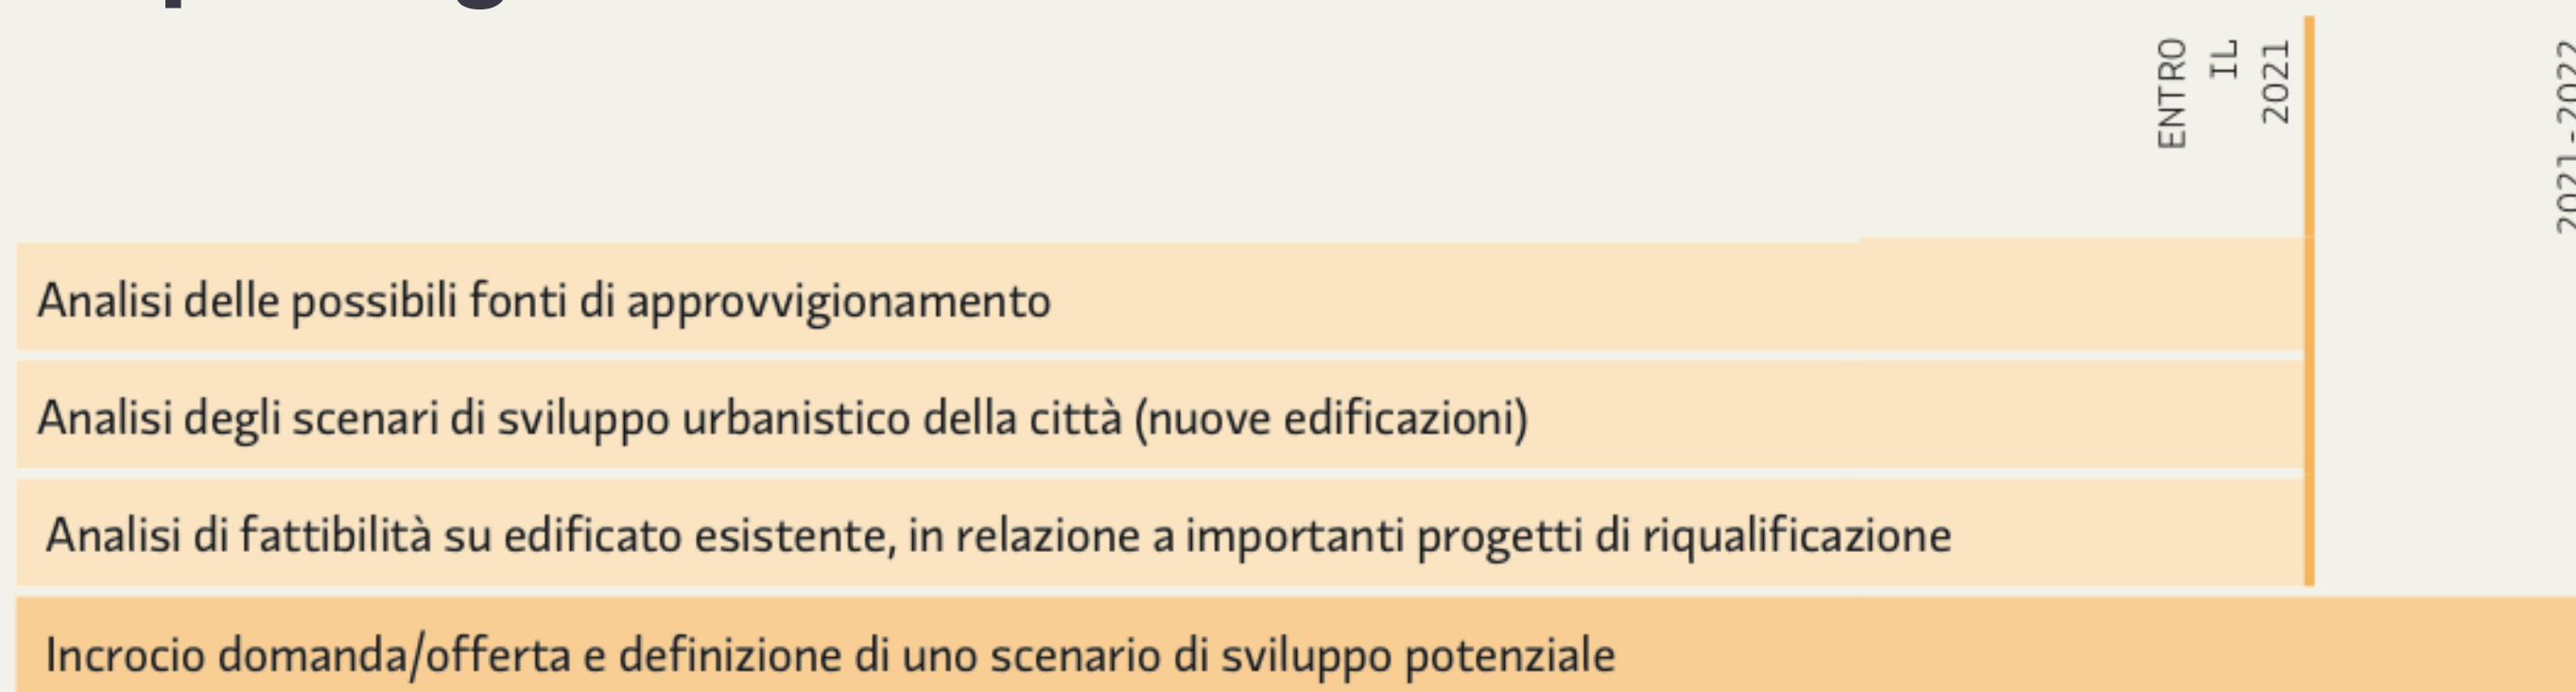 ENTRO
IL
2021
2021 - 2022
Analisi delle possibili fonti di approvvigionamento
Analisi degli scenari di sviluppo urbanistico della città (nuove edificazioni)
Analisi di fattibilità su edificato esistente, in relazione a importanti progetti di riqualificazione
Incrocio domanda/offerta e definizione di uno scenario di sviluppo potenziale